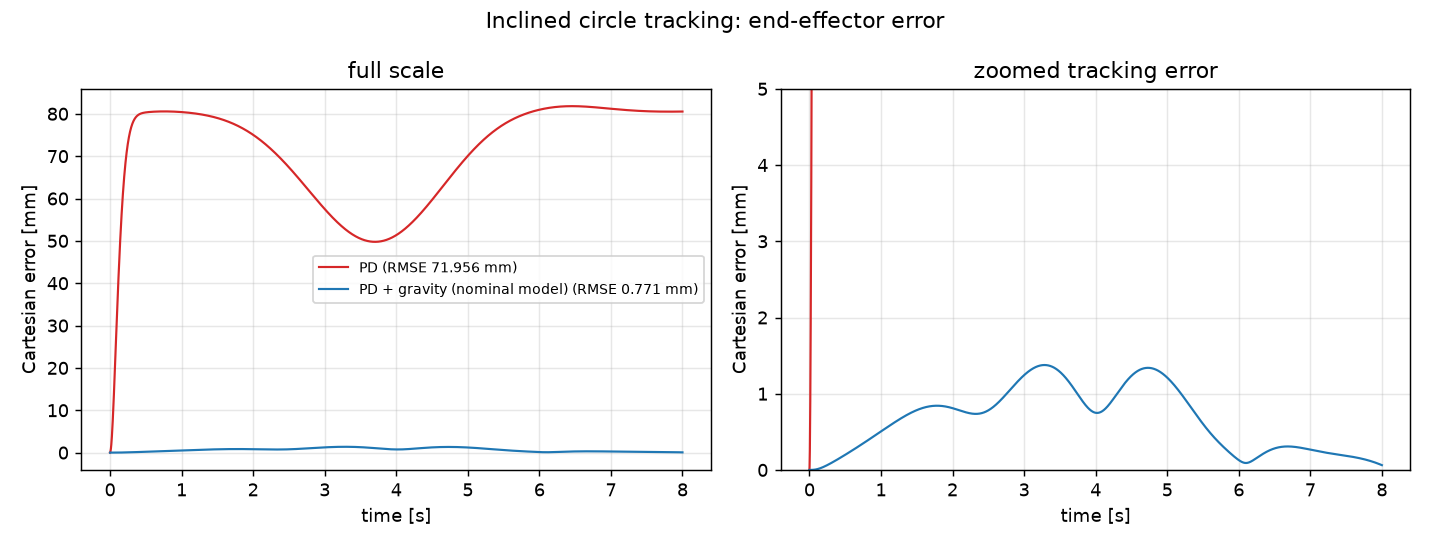 Inclined circle tracking: end-effector error
full scale
Cartesian error [mm]
80
70
60
50
40
30
20
10
0
PD (RMSE 71.956 mm)
PD + gravity (nominal model) (RMSE 0.771 mm)
0 1 2 3 4 5 6 7 8
time [s]
zoomed tracking error
Cartesian error [mm]
5
4
3
2
1
0
0 1 2 3 4 5 6 7 8
time [s]